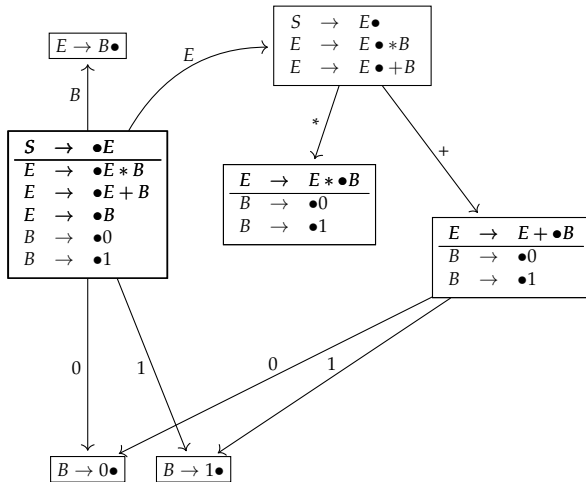 S → E●
E → E● ∗B
E → E● +B
E → B●
E
B
S → ●E
E → ●E ∗ B
E → ●E + B
E → ●B
B → ●0
B → ●1
*
+
E → E ∗ ●B
B → ●0
B → ●1
E → E + ●B
B → ●0
B → ●1
0
1
0
1
B → 0●
B → 1●